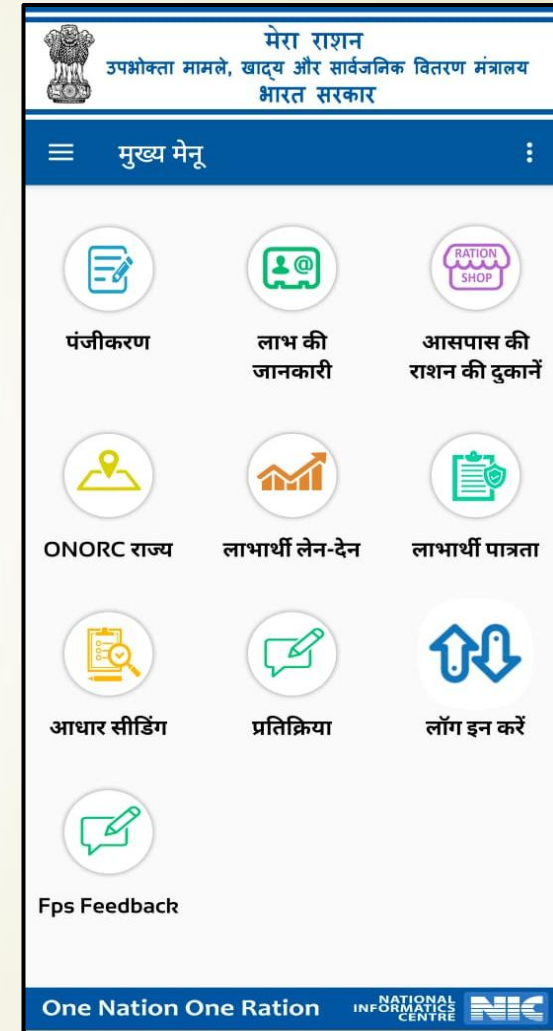 मेरा राशन
उपभोक्ता मामले, खाद्य और सार्वजनिक वितरण मंत्रालय
भारत सरकार
मुख्य मेनू
RATION
SHOP
पंजीकरण
लाभ की
जानकारी
आसपास की
राशन की दुकानें
ONORC राज्य
लाभार्थी लेन-देन
लाभार्थी पात्रता
आधार सीडिंग
प्रतिक्रिया
लॉग इन करें
Fps Feedback
One Nation One Ration
NATIONAL
INFORMATICS
CENTRE
NIC